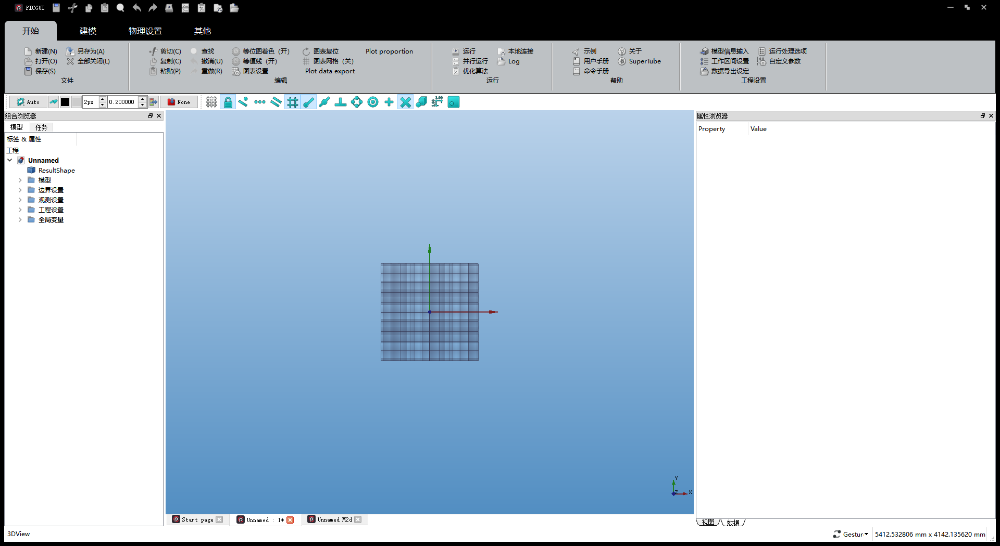 PICGUI
开始 建模 物理设置 其他
新建(N) 另存为(A) 剪切(C) 查找 等位图着色（开） 图表复位 Plot proportion 运行 本地连接 示例 关于 模型信息输入 运行处理选项
打开(O) 全部关闭(L) 复制(C) 撤消(U) 等值线（开） 图表网格（关） 并行运行 Log 用户手册 SuperTube 工作区间设置 自定义参数
保存(S) 粘贴(P) 重做(R) 图表设置 Plot data export 优化算法 命令手册 数据导出设定
文件 编辑 运行 帮助 工程设置
Auto 2px 0.200000 None 1.00
组合浏览器 属性浏览器
模型 任务
Property Value
标签 & 属性
工程
Unnamed
ResultShape
模型
边界设置
观测设置
工程设置
全局变量
Y
Z X
Start page Unnamed : 1* Unnamed M2d
视图 数据
3DView Gestur 5412.532806 mm x 4142.135620 mm